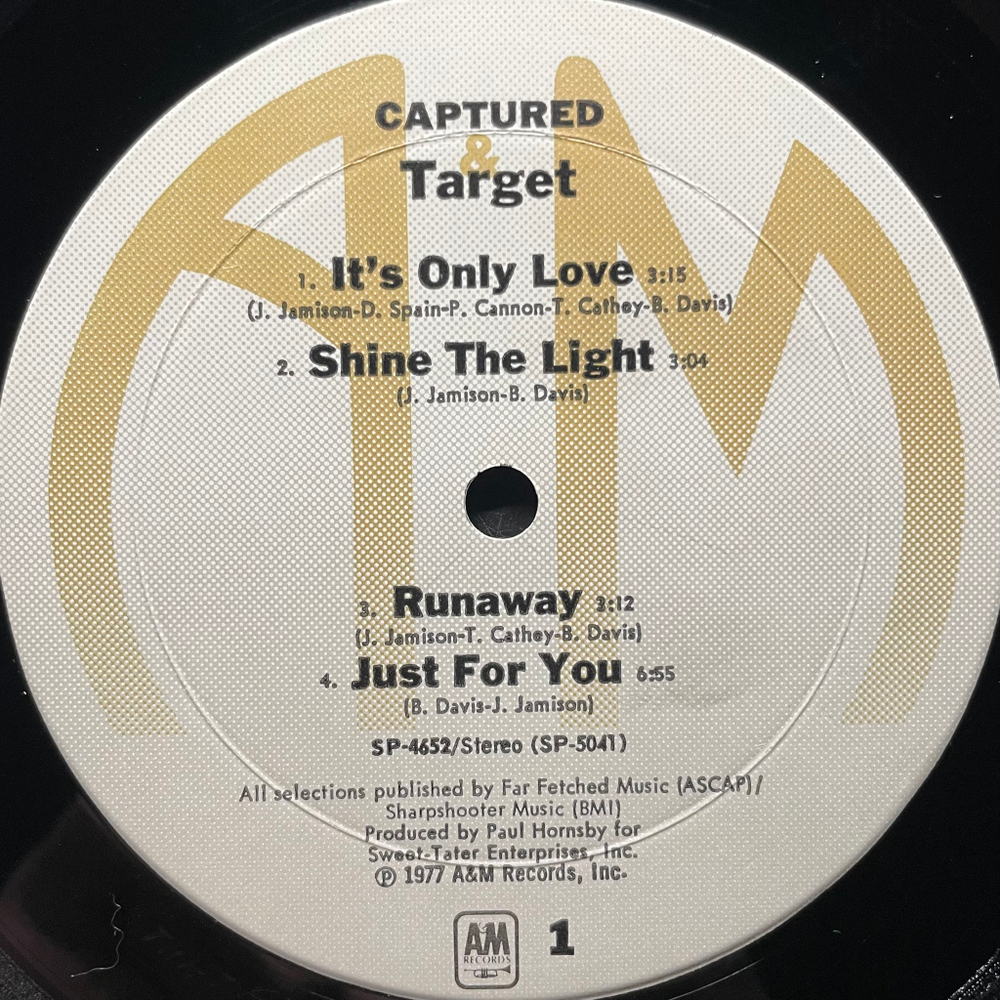 CAPTURED
&
Target
1. It's Only Love 3:15
(J. Jamison-D. Spain-P. Cannon-T. Cathey-B. Davis)
2. Shine The Light 3:04
(J. Jamison-B. Davis)
3. Runaway 3:12
(J. Jamison-T. Cathey-B. Davis)
4. Just For You 6:55
(B. Davis-J. Jamison)
SP-4652/Stereo (SP-5041)
All selections published by Far Fetched Music (ASCAP)/
Sharpshooter Music (BMI)
Produced by Paul Hornsby for
Sweet-Tater Enterprises, Inc.
℗ 1977 A&M Records, Inc.
AM
RECORDS
1